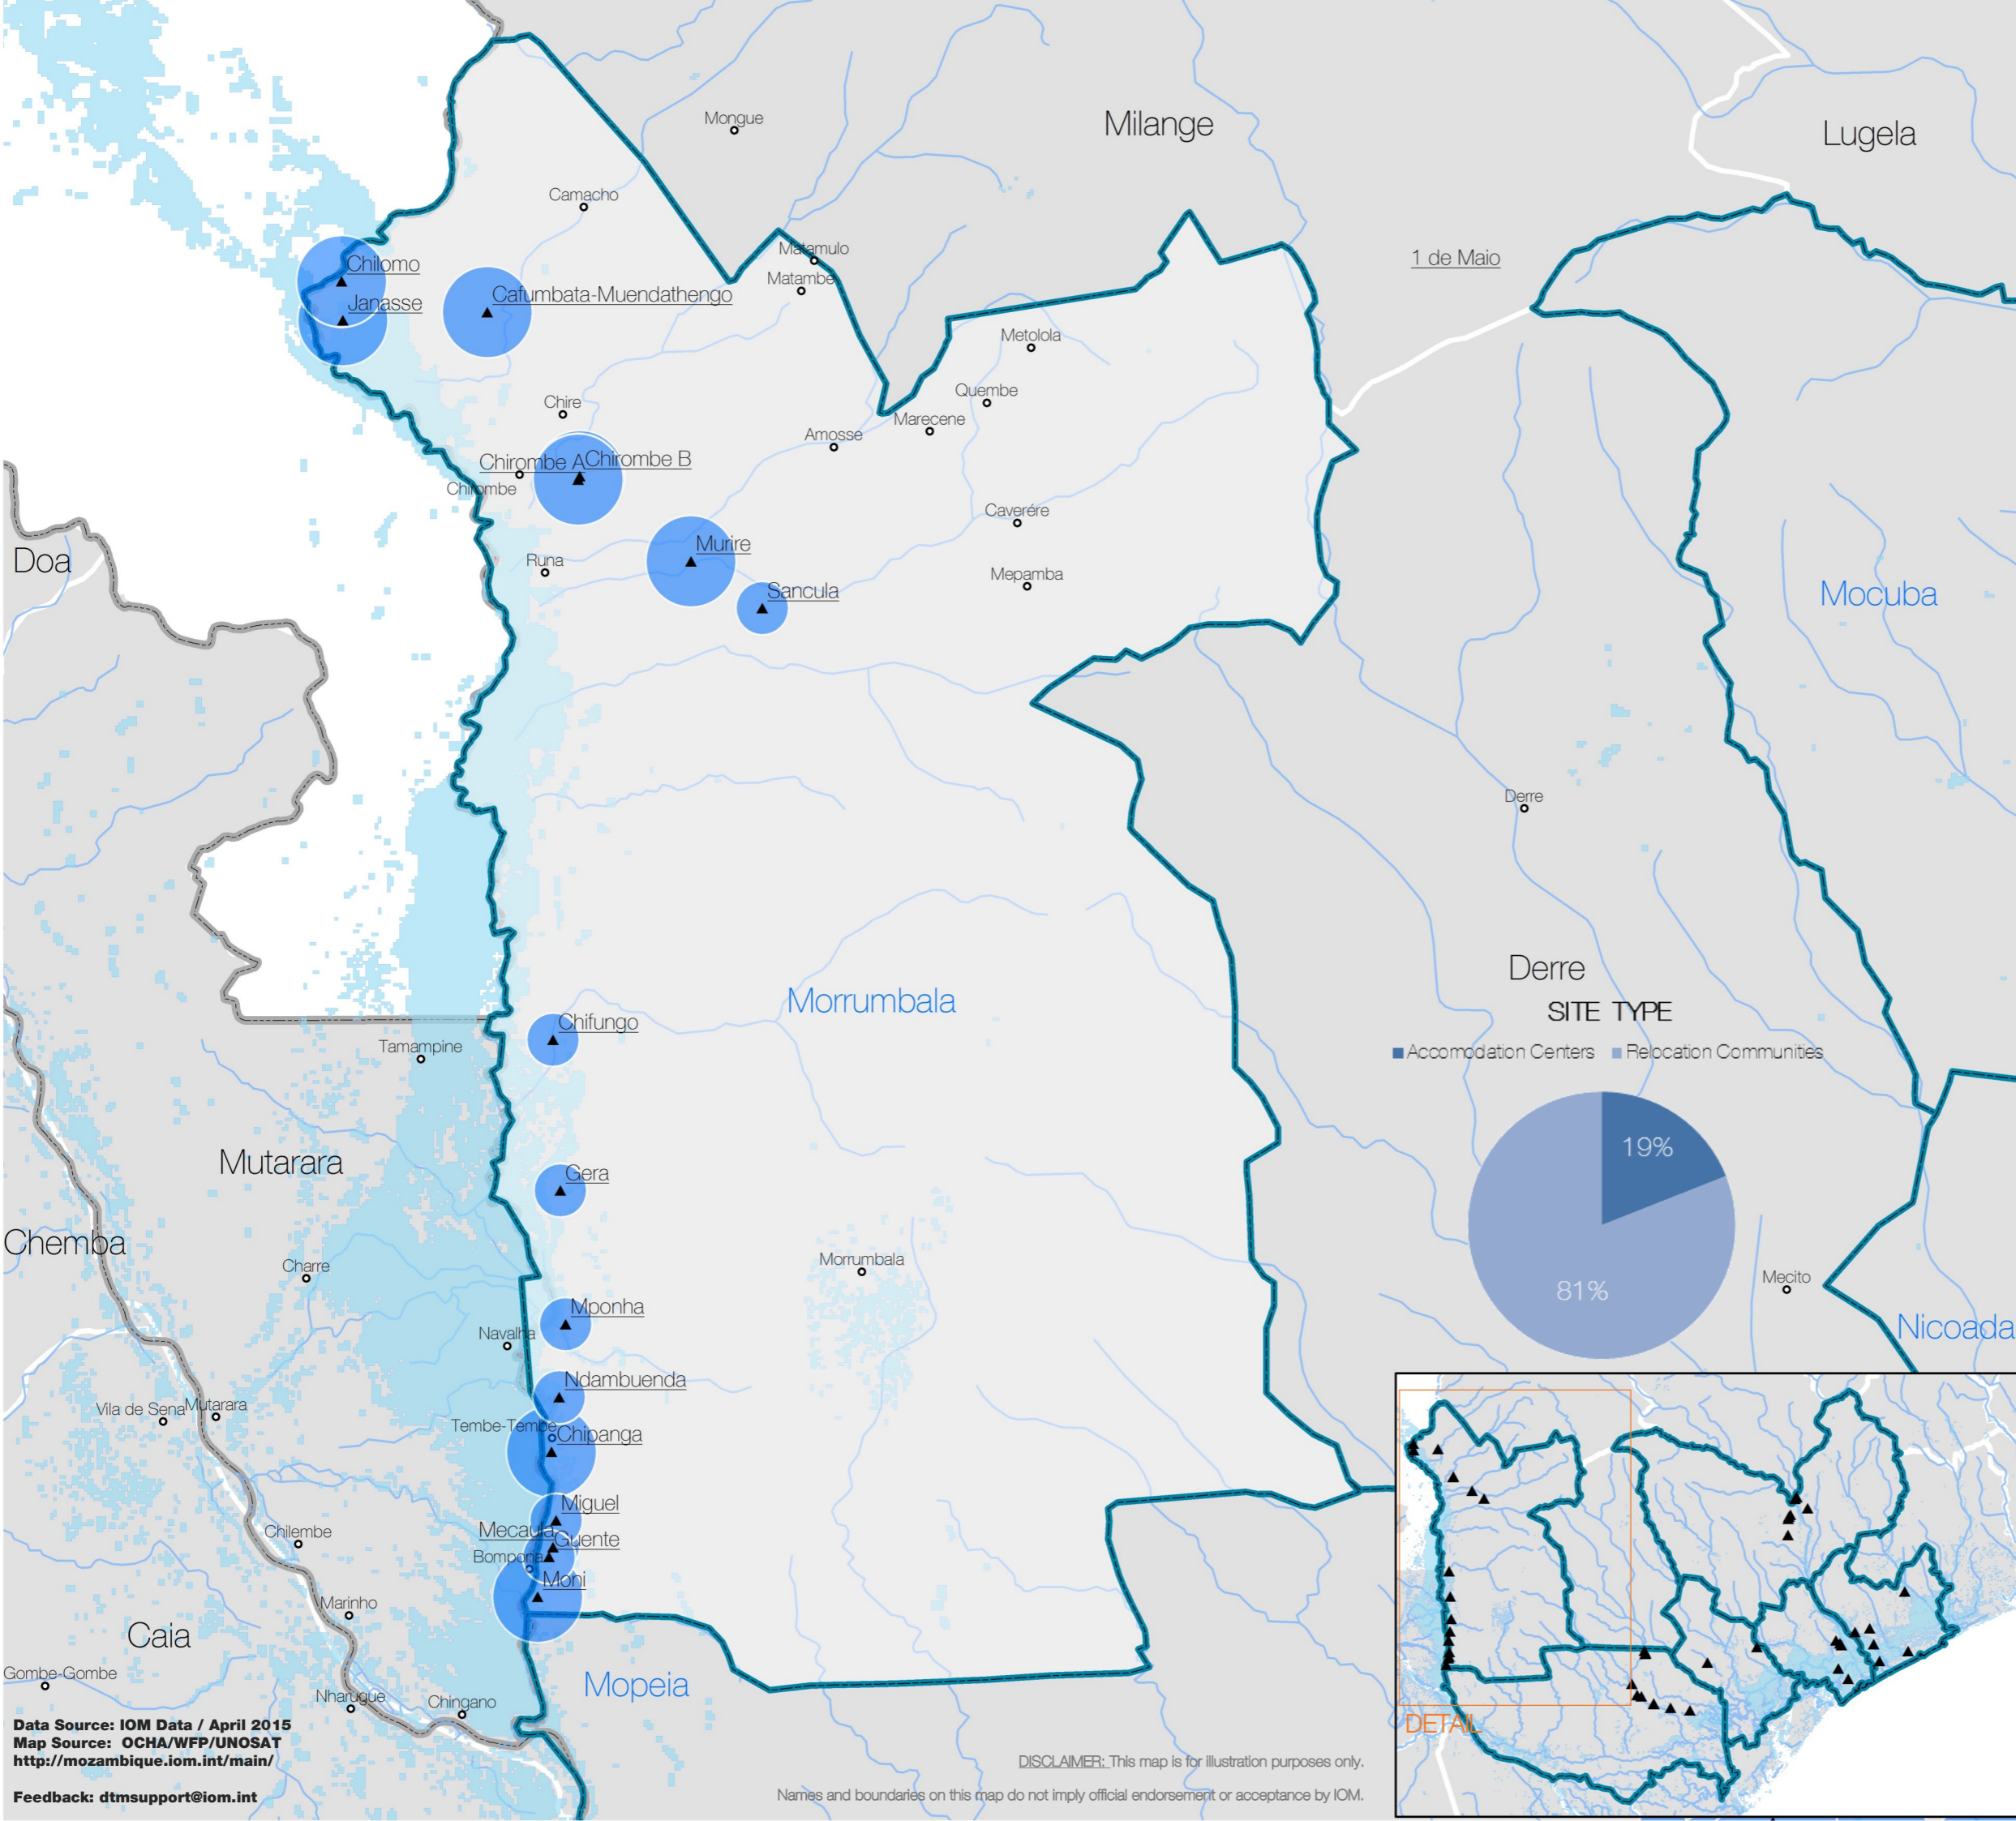 Mongue
Milange
Lugela
Camacho
Matamulo
Matambe
1 de Maio
Chilomo
Janasse
Cafumbata-Muendathengo
Metolola
Quembe
Marecene
Amosse
Chire
Chirombe A
Chirombe B
Chirombe
Caverére
Murire
Doa
Runa
Mepamba
Sancula
Mocuba
Derre
Derre
SITE TYPE
Accomodation Centers
Relocation Communities
Morrumbala
Chifungo
Tamampine
19%
Mutarara
Gera
Chemba
Charre
Morrumbala
Mecito
81%
Mponha
Navalha
Nicoada
Ndambuenda
Vila de Sena
Mutarara
Tembe-Tembe
Chipanga
Miguel
Mecaula
Guente
Chilembe
Bompona
Moni
Marinho
Caia
Gombe-Gombe
Mopeia
Nharugue
Chingano
DETAIL
Data Source: IOM Data / April 2015
Map Source: OCHA/WFP/UNOSAT
http://mozambique.iom.int/main/
Feedback: dtmsupport@iom.int
DISCLAIMER: This map is for illustration purposes only.
Names and boundaries on this map do not imply official endorsement or acceptance by IOM.